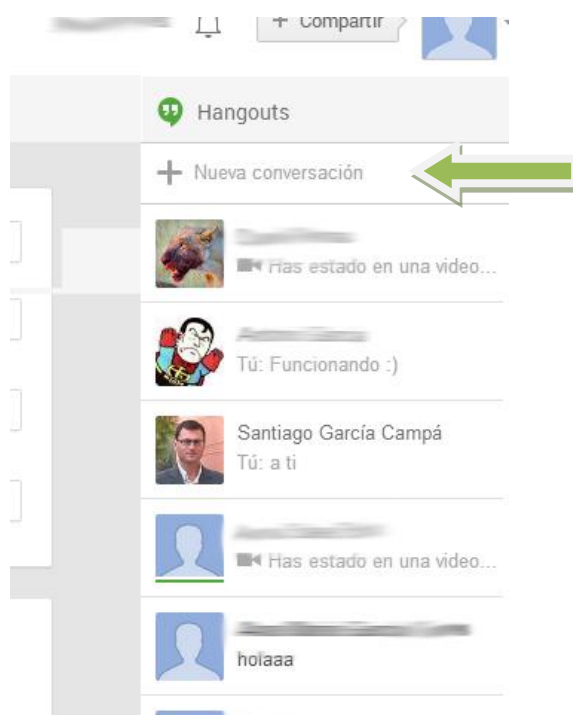 + Compartir
Hangouts
+ Nueva conversación
Has estado en una video...
Tú: Funcionando :)
Santiago García Campá
Tú: a ti
Has estado en una video...
holaaa